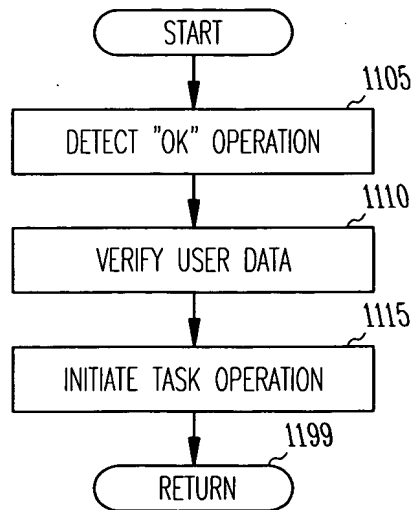 START
1105
DETECT "OK" OPERATION
1110
VERIFY USER DATA
1115
INITIATE TASK OPERATION
1199
RETURN